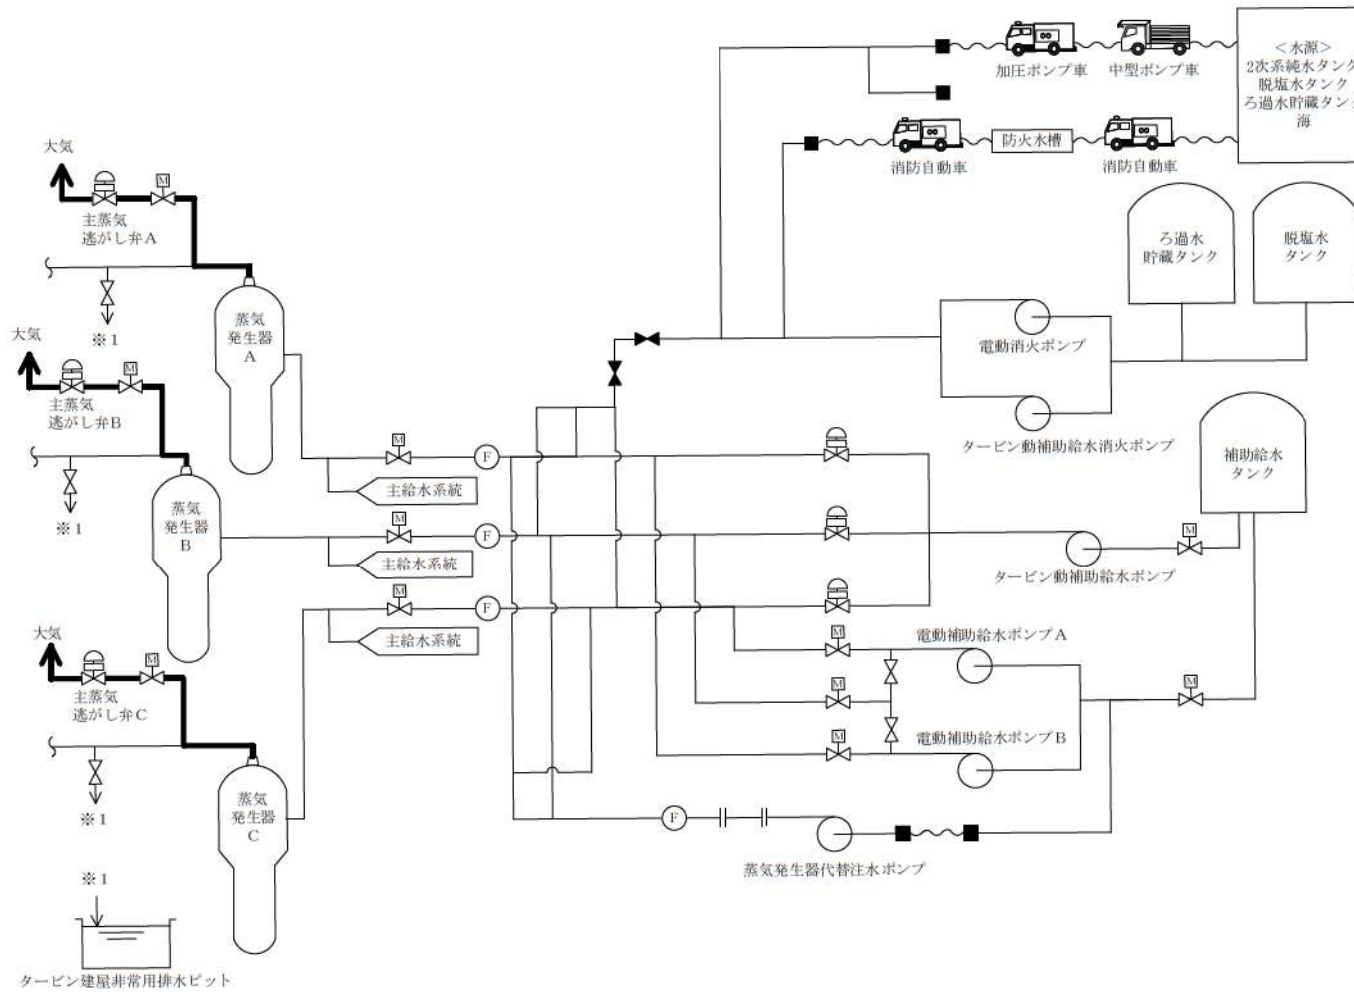 加圧ポンプ車
中型ポンプ車
<水源>
2次系純水タンク
脱塩水タンク
ろ過水貯蔵タンク
海
消防自動車
防火水槽
消防自動車
大気
M
主蒸気
逃がし弁A
※1
蒸気
発生器
A
ろ過水
貯蔵タンク
脱塩水
タンク
電動消火ポンプ
タービン動補助給水消火ポンプ
大気
M
主蒸気
逃がし弁B
※1
蒸気
発生器
B
M
F
主給水系統
M
F
主給水系統
M
F
主給水系統
補助給水
タンク
M
タービン動補助給水ポンプ
M
電動補助給水ポンプA
M
M
電動補助給水ポンプB
M
大気
M
主蒸気
逃がし弁C
※1
蒸気
発生器
C
F
蒸気発生器代替注水ポンプ
※1
タービン建屋非常用排水ピット